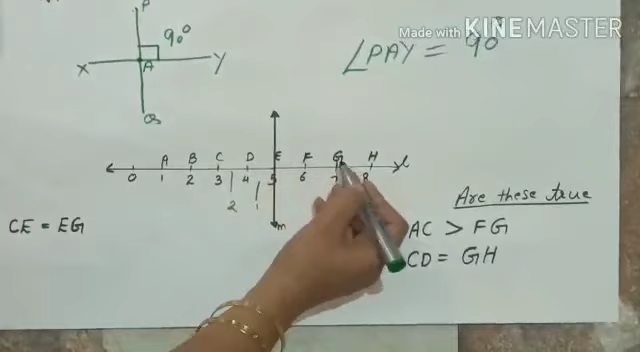 Made with KINEMASTER
P
90°
X A Y
Q
∠PAY = 90°
A B C D E F G H l
0 1 2 3 4 5 6 7 8
2 1
m
Are these true
CE = EG
AC > FG
CD = GH